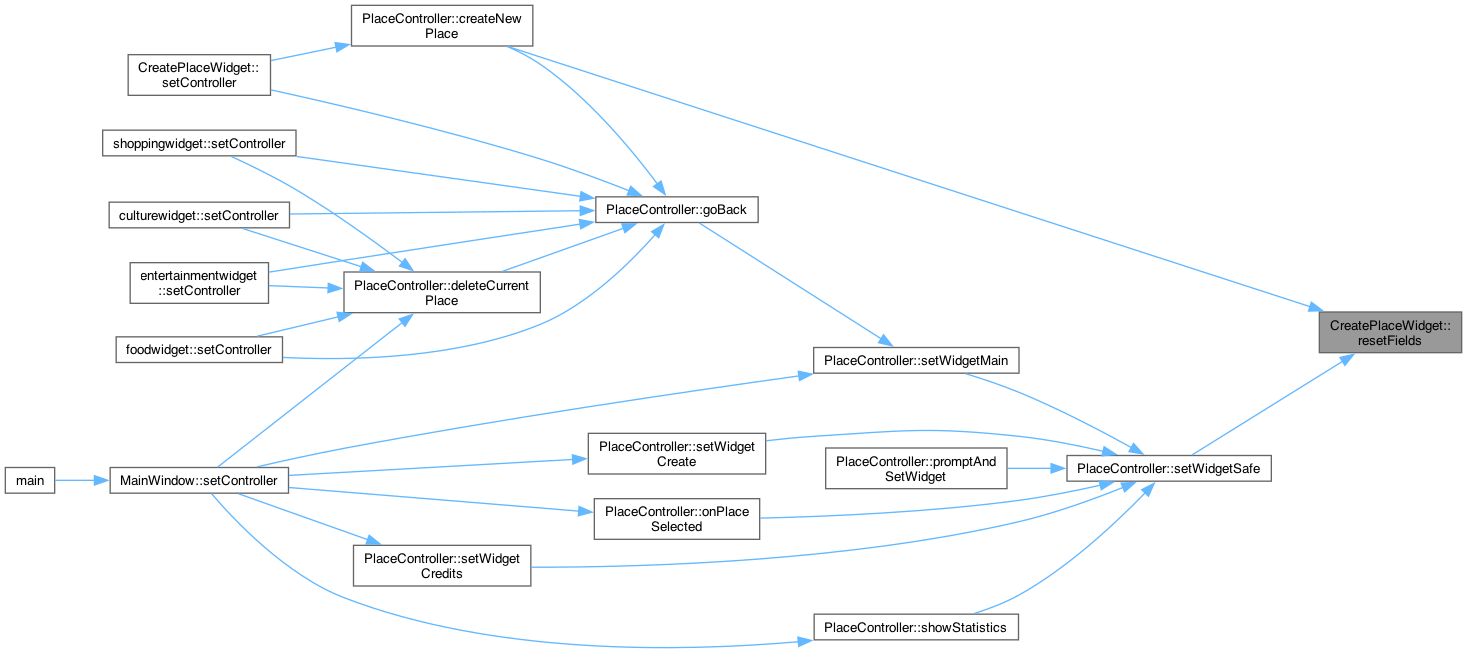 PlaceController::createNew
Place
CreatePlaceWidget::
setController
shoppingwidget::setController
culturewidget::setController
PlaceController::goBack
entertainmentwidget
::setController
PlaceController::deleteCurrent
Place
foodwidget::setController
CreatePlaceWidget::
resetFields
PlaceController::setWidgetMain
PlaceController::setWidget
Create
PlaceController::promptAnd
SetWidget
PlaceController::setWidgetSafe
main
MainWindow::setController
PlaceController::onPlace
Selected
PlaceController::setWidget
Credits
PlaceController::showStatistics